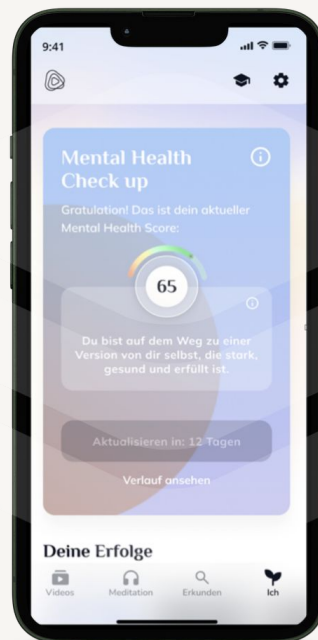 9:41
Mental Health
Check up
Gratulation! Das ist dein aktueller
Mental Health Score:
65
Du bist auf dem Weg zu einer
Version von dir selbst, die stark,
gesund und erfüllt ist.
Aktualisieren in: 12 Tagen
Verlauf ansehen
Deine Erfolge
Videos
Meditation
Erkunden
Ich